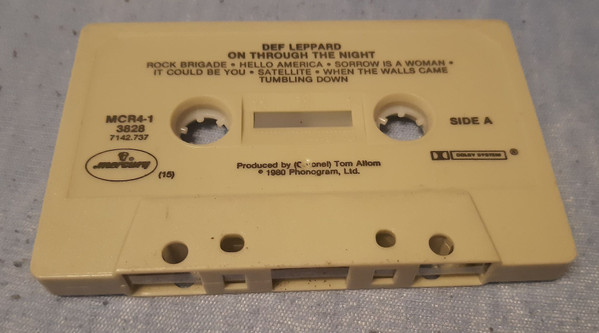 DEF LEPPARD
ON THROUGH THE NIGHT
ROCK BRIGADE • HELLO AMERICA • SORROW IS A WOMAN •
IT COULD BE YOU • SATELLITE • WHEN THE WALLS CAME
TUMBLING DOWN
MCR4-1
3828
7142.737
SIDE A
mercury
(15)
DOLBY SYSTEM
®
Produced by (Colonel) Tom Allom
℗ 1980 Phonogram, Ltd.